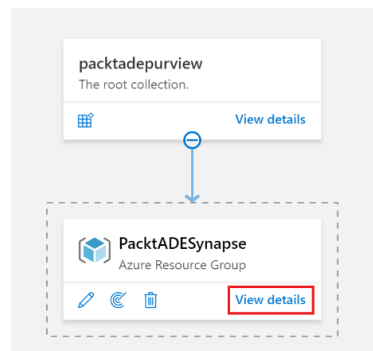 packtadepurview
The root collection.
View details
PacktADESynapse
Azure Resource Group
View details